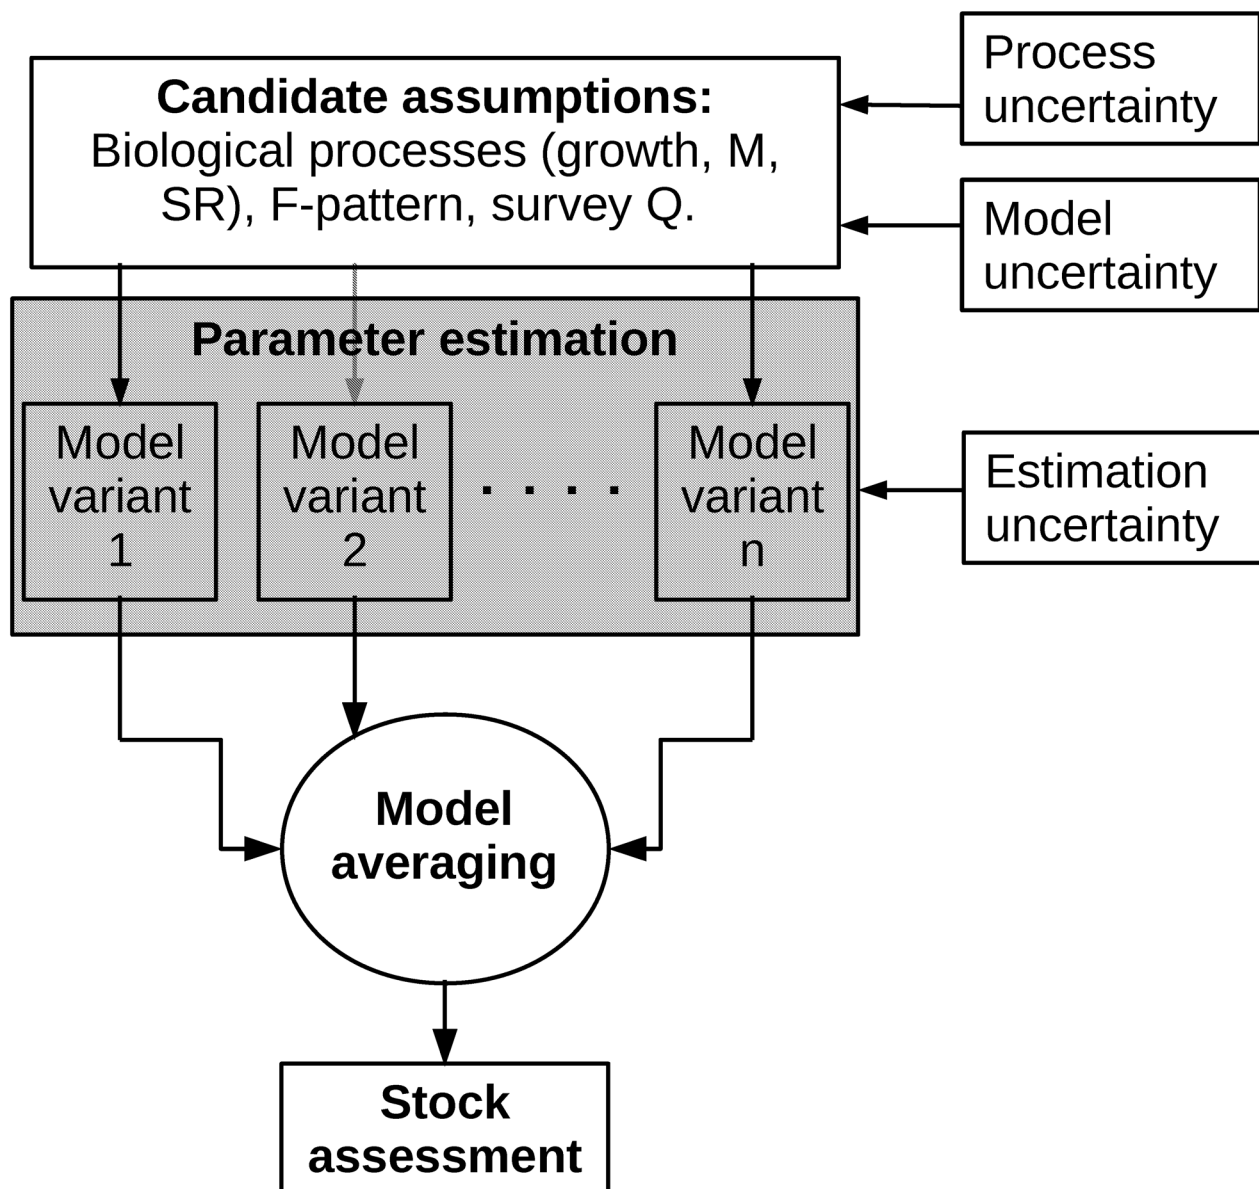 Process
uncertainty
Candidate assumptions:
Biological processes (growth, M,
SR), F-pattern, survey Q.
Model
uncertainty
Parameter estimation
Model
variant
1
Model
variant
2
. . . .
Model
variant
n
Estimation
uncertainty
Model
averaging
Stock
assessment